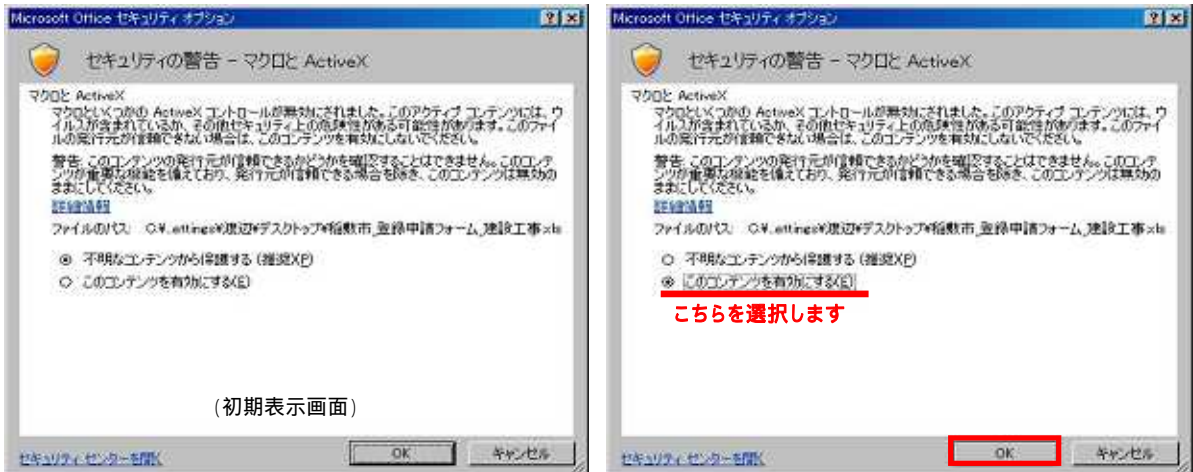 Microsoft Office セキュリティ オプション
セキュリティの警告 - マクロと ActiveX
マクロと ActiveX
マクロといくつかの ActiveX コントロールが無効にされました。このアクティブ コンテンツには、ウ
イルスが含まれているか、その他セキュリティ上の危険性がある可能性があります。このファイ
ルの発行元が信頼できない場合は、このコンテンツを有効にしないでください。
警告: このコンテンツの発行元が信頼できるかどうかを確認することはできません。このコンテ
ンツが重要な機能を備えており、発行元が信頼できる場合を除き、このコンテンツは無効の
ままにしてください。
詳細情報
ファイルのパス: C:¥..ettings¥渡辺¥デスクトップ¥稲敷市_登録申請フォーム_建設工事.xls
不明なコンテンツから保護する (推奨)(P)
このコンテンツを有効にする(E)
(初期表示画面)
セキュリティ センターを開く
OK
キャンセル
Microsoft Office セキュリティ オプション
セキュリティの警告 - マクロと ActiveX
マクロと ActiveX
マクロといくつかの ActiveX コントロールが無効にされました。このアクティブ コンテンツには、ウ
イルスが含まれているか、その他セキュリティ上の危険性がある可能性があります。このファイ
ルの発行元が信頼できない場合は、このコンテンツを有効にしないでください。
警告: このコンテンツの発行元が信頼できるかどうかを確認することはできません。このコンテ
ンツが重要な機能を備えており、発行元が信頼できる場合を除き、このコンテンツは無効の
ままにしてください。
詳細情報
ファイルのパス: C:¥..ettings¥渡辺¥デスクトップ¥稲敷市_登録申請フォーム_建設工事.xls
不明なコンテンツから保護する (推奨)(P)
このコンテンツを有効にする(E)
こちらを選択します
セキュリティ センターを開く
OK
キャンセル